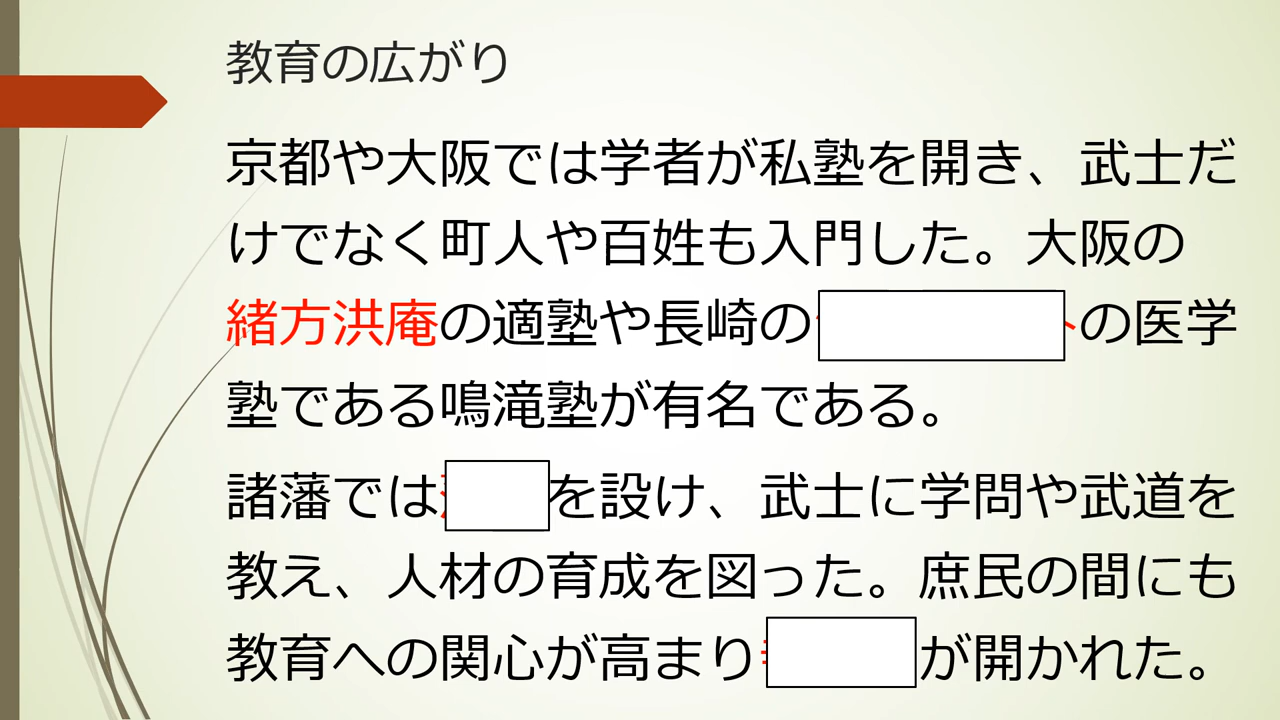 教育の広がり
京都や大阪では学者が私塾を開き、武士だ
けでなく町人や百姓も入門した。大阪の
緒方洪庵の適塾や長崎の の医学
塾である鳴滝塾が有名である。
諸藩では を設け、武士に学問や武道を
教え、人材の育成を図った。庶民の間にも
教育への関心が高まり が開かれた。